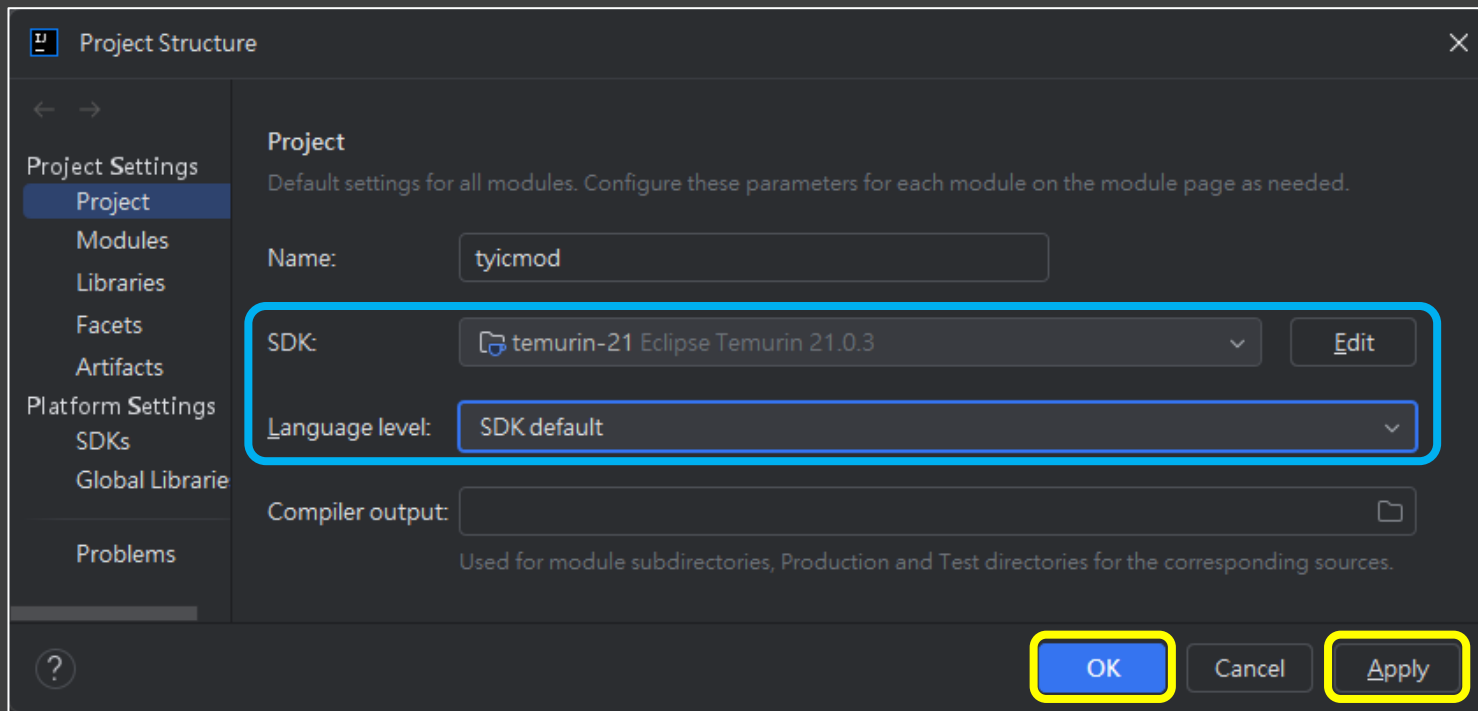 Project Structure
Project Settings
Project
Modules
Libraries
Facets
Artifacts
Platform Settings
SDKs
Global Librarie
Problems
Project
Default settings for all modules. Configure these parameters for each module on the module page as needed.
Name: tyicmod
SDK: temurin-21 Eclipse Temurin 21.0.3 Edit
Language level: SDK default
Compiler output:
Used for module subdirectories, Production and Test directories for the corresponding sources.
? OK Cancel Apply